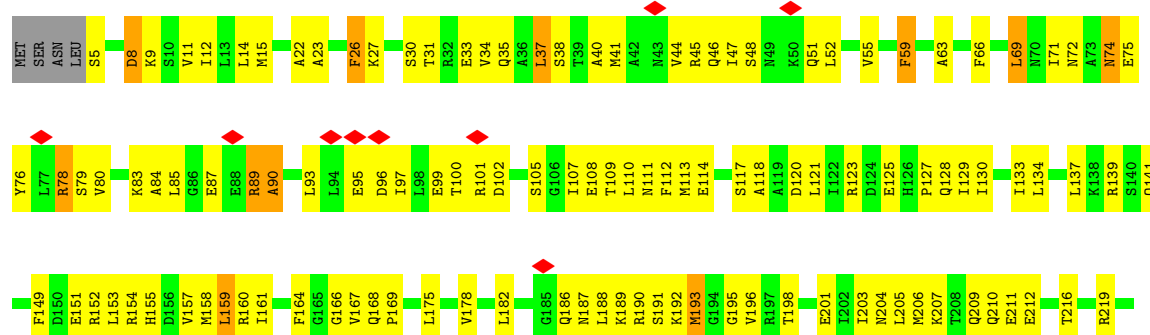 MET SER ASN LEU S5 D8 K9 S10 V11 I12 L13 L14 M15 A22 A23 F26 K27 S30 T31 R32 E33 V34 Q35 A36 L37 S38 T39 A40 M41 A42 N43 V44 R45 Q46 I47 S48 N49 K50 Q51 L52 V55 F59 A63 F66 L69 N70 I71 N72 A73 N74 E75
Y76 L77 R78 S79 V80 K83 A84 L85 G86 E87 E88 R89 A90 L93 L94 E95 D96 I97 L98 E99 T100 R101 D102 S105 G106 I107 E108 T109 L110 N111 F112 M113 E114 S117 A118 A119 D120 L121 I122 R123 D124 E125 H126 P127 Q128 I129 I130 I133 L134 L137 K138 R139 S140
F149 D150 E151 R152 L153 R154 H155 D156 V157 M158 L159 R160 I161 F164 G165 G166 V167 Q168 P169 L175 V178 L182 G185 Q186 N187 L188 K189 R190 S191 K192 M193 G194 G195 V196 R197 T198 E201 I202 I203 N204 L205 M206 K207 T208 Q209 Q210 E211 E212 T216 R219